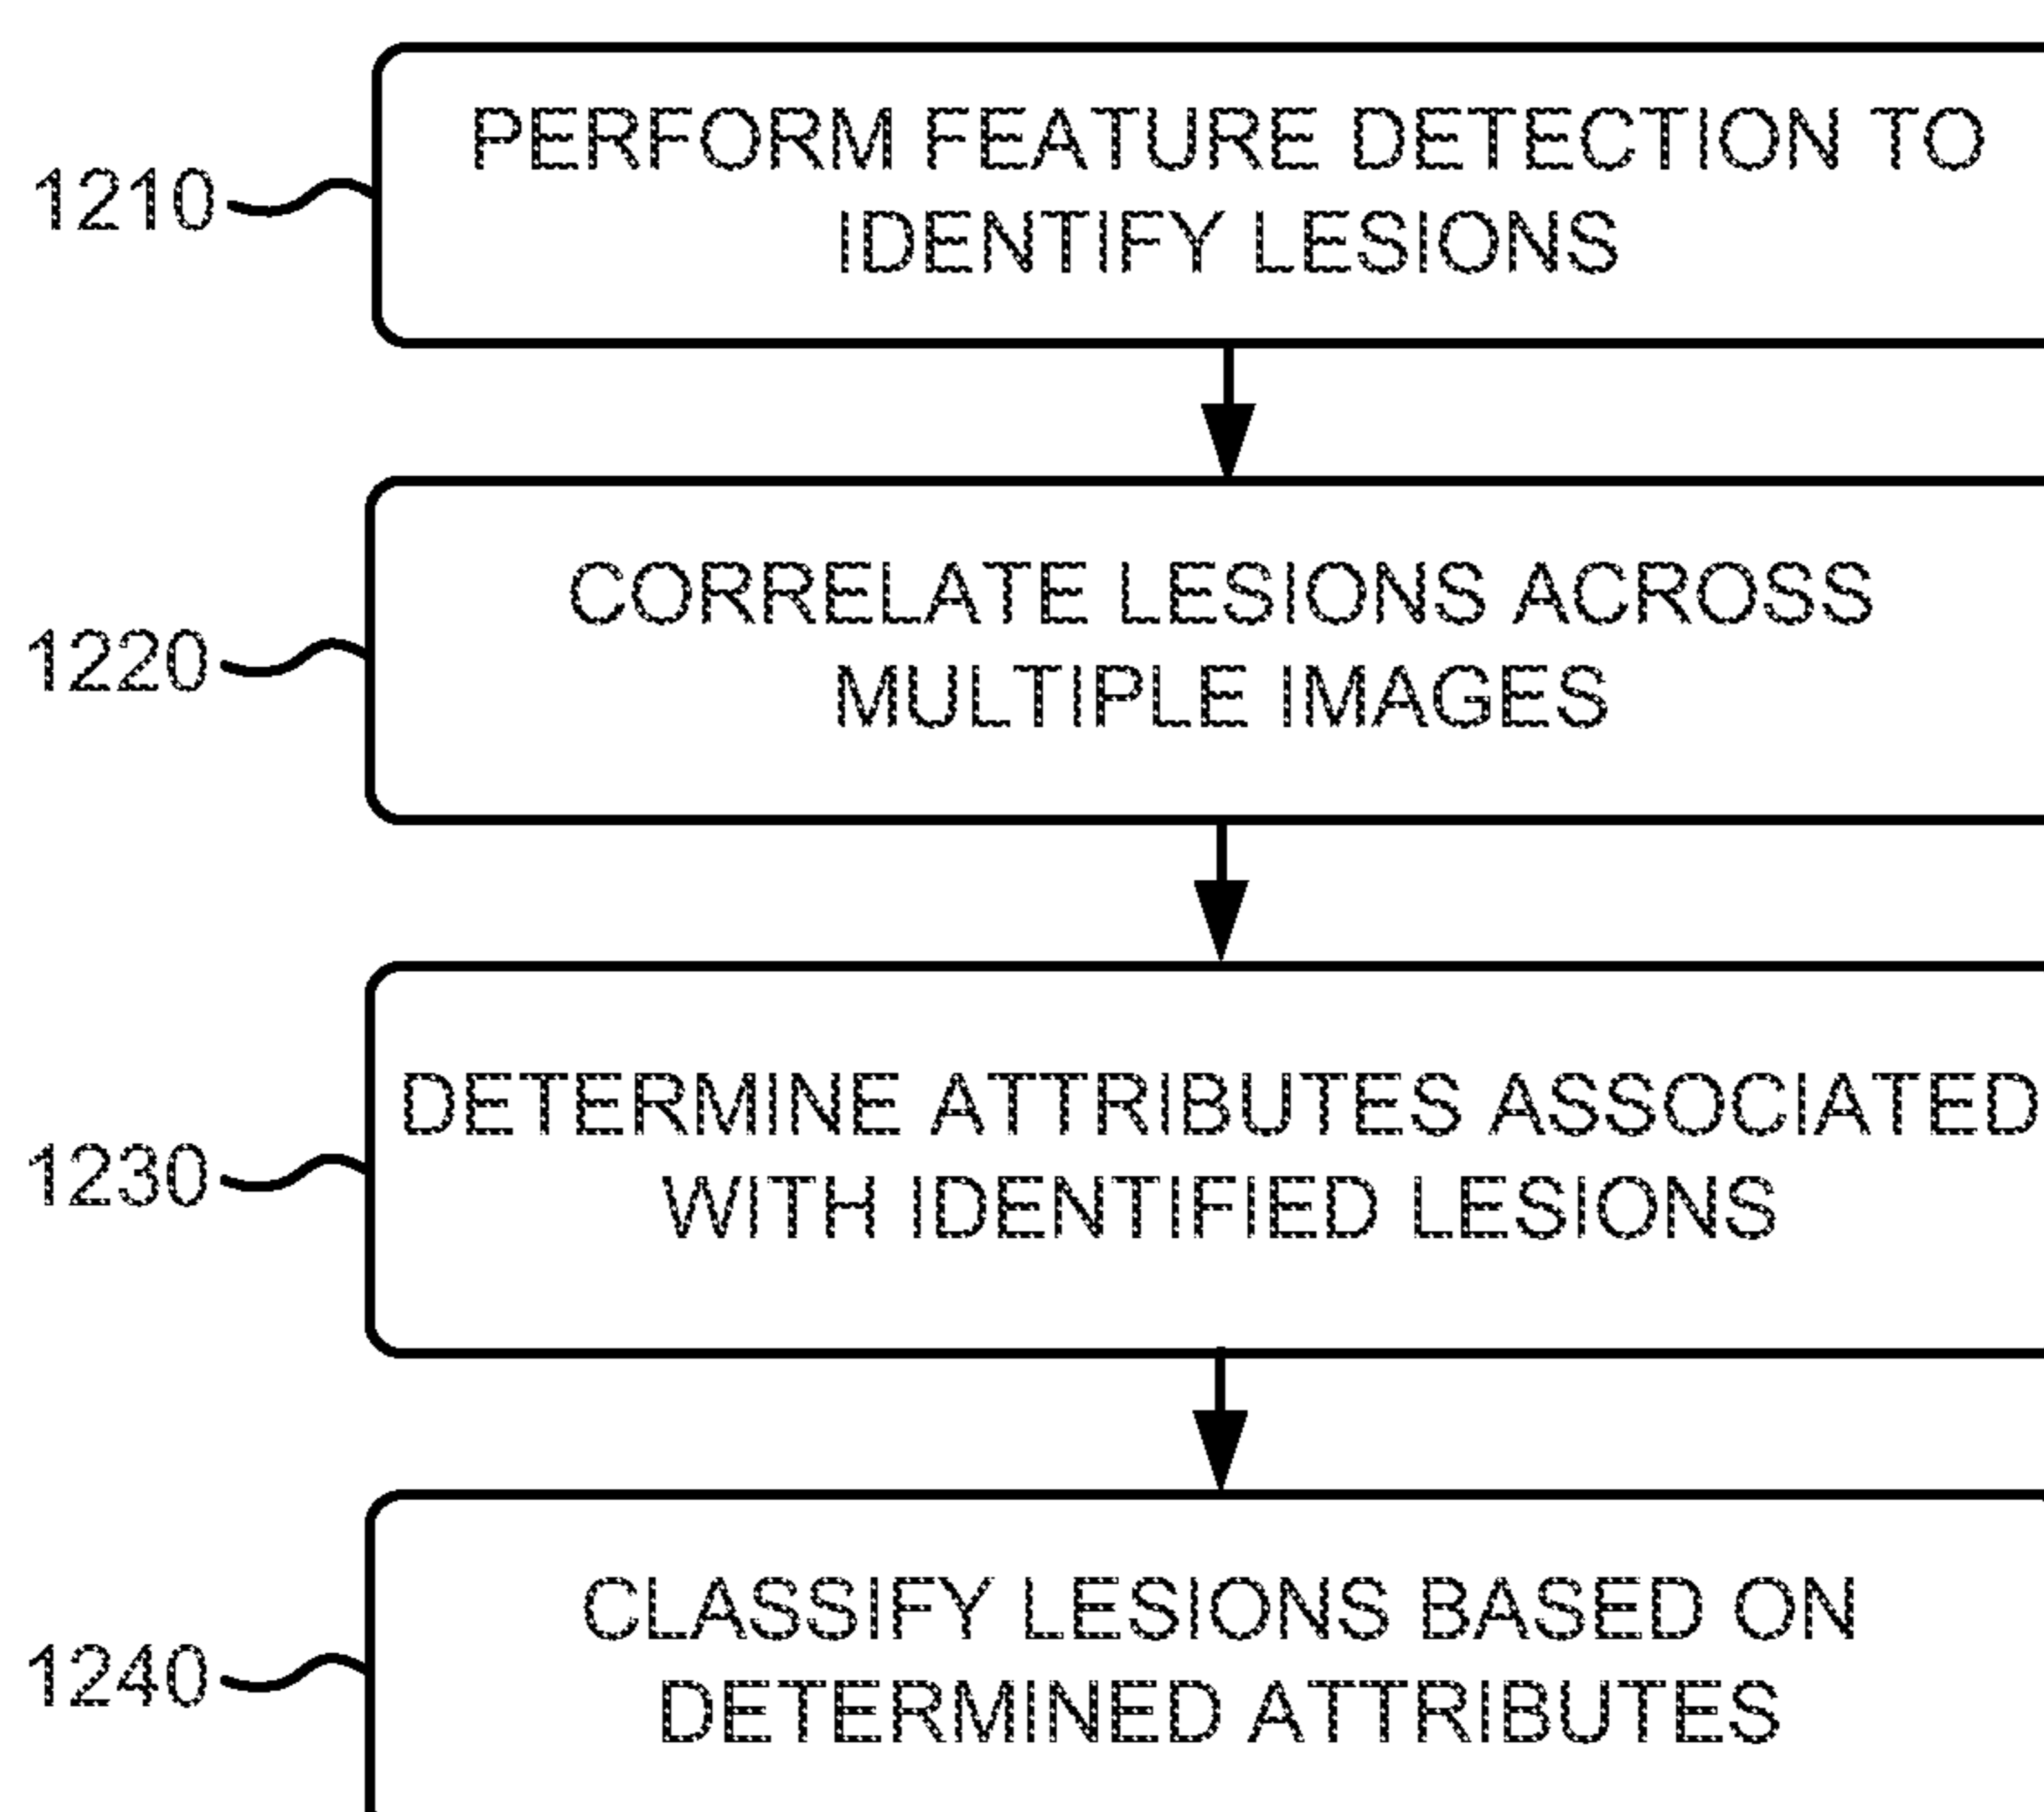 1210
PERFORM FEATURE DETECTION TO
IDENTIFY LESIONS
1220
CORRELATE LESIONS ACROSS
MULTIPLE IMAGES
1230
DETERMINE ATTRIBUTES ASSOCIATED
WITH IDENTIFIED LESIONS
1240
CLASSIFY LESIONS BASED ON
DETERMINED ATTRIBUTES